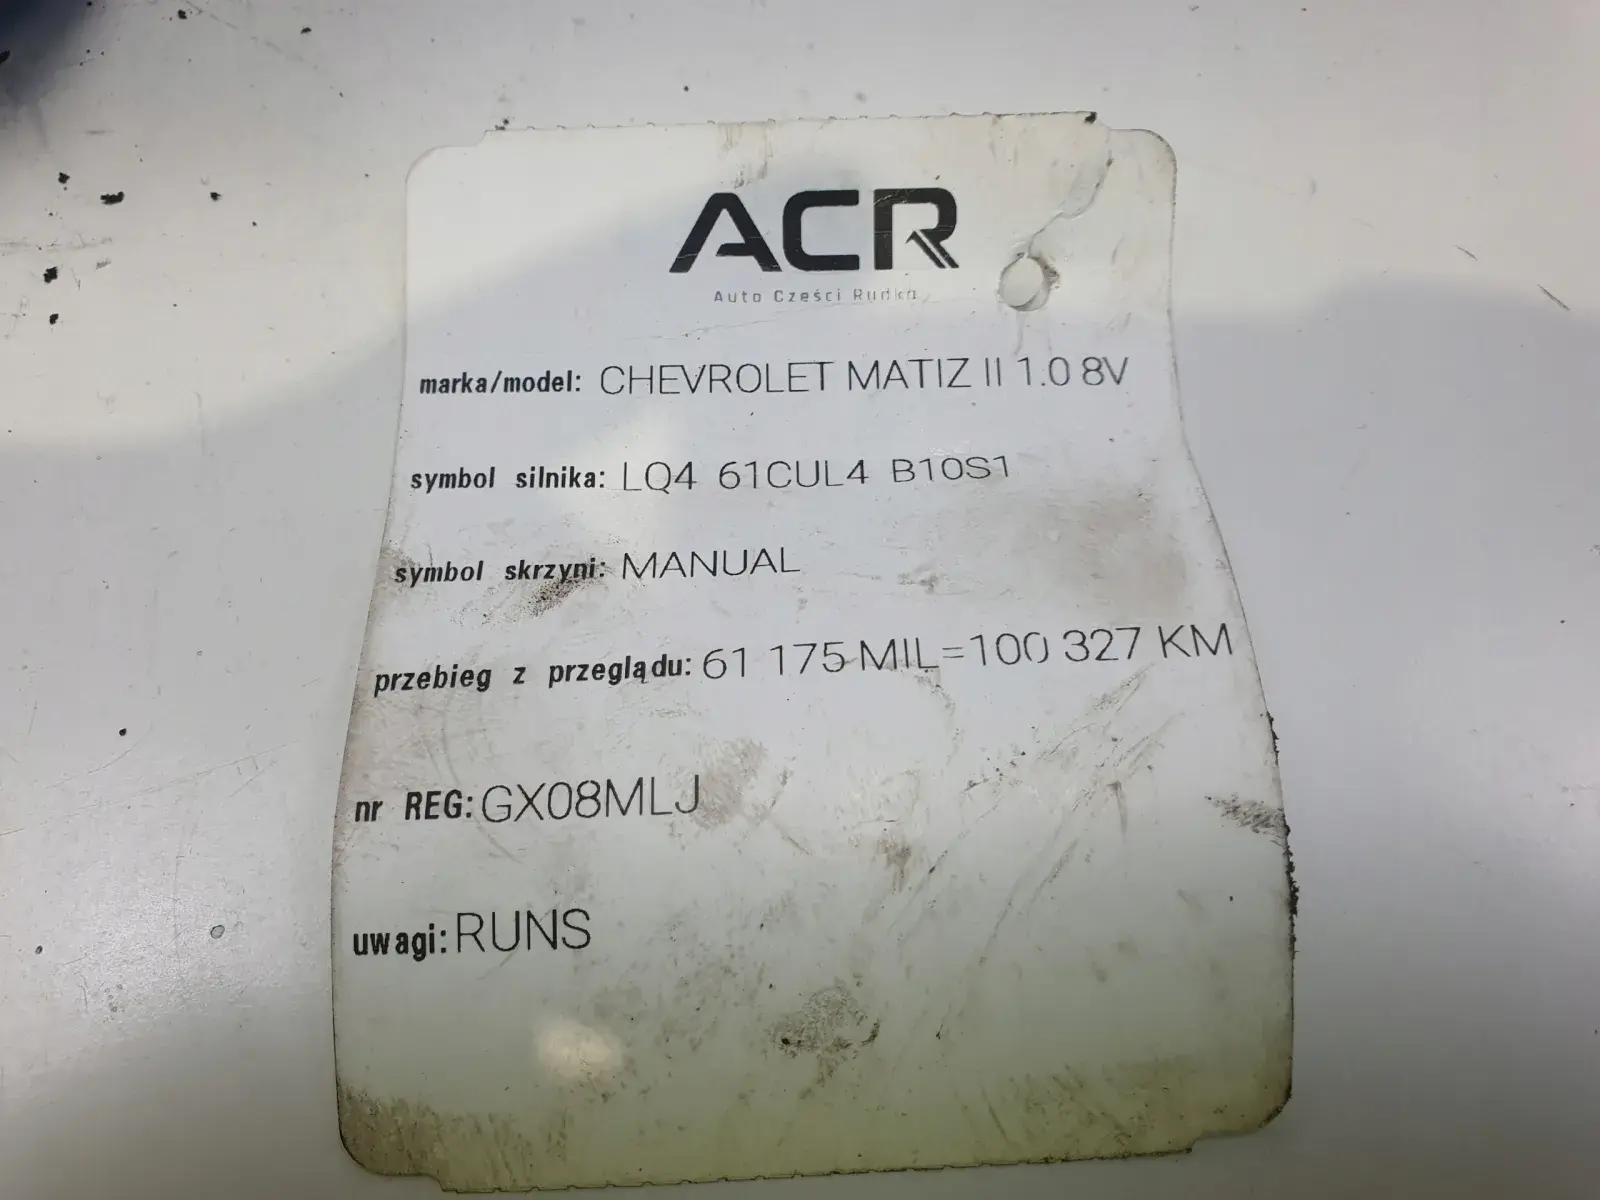 ACR
Auto Części Rudka
marka/model: CHEVROLET MATIZ II 1.0 8V
symbol silnika: LQ4 61CUL4 B10S1
symbol skrzyni: MANUAL
przebieg z przeglądu: 61 175 MIL=100 327 KM
nr REG: GX08MLJ
uwagi: RUNS